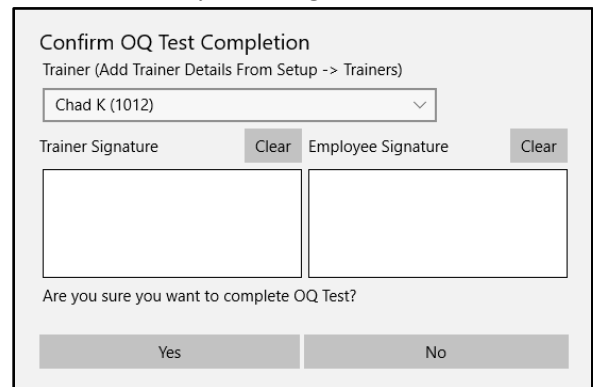 Confirm OQ Test Completion
Trainer (Add Trainer Details From Setup -> Trainers)
Chad K (1012)
Trainer Signature Clear Employee Signature Clear
Are you sure you want to complete OQ Test?
Yes No